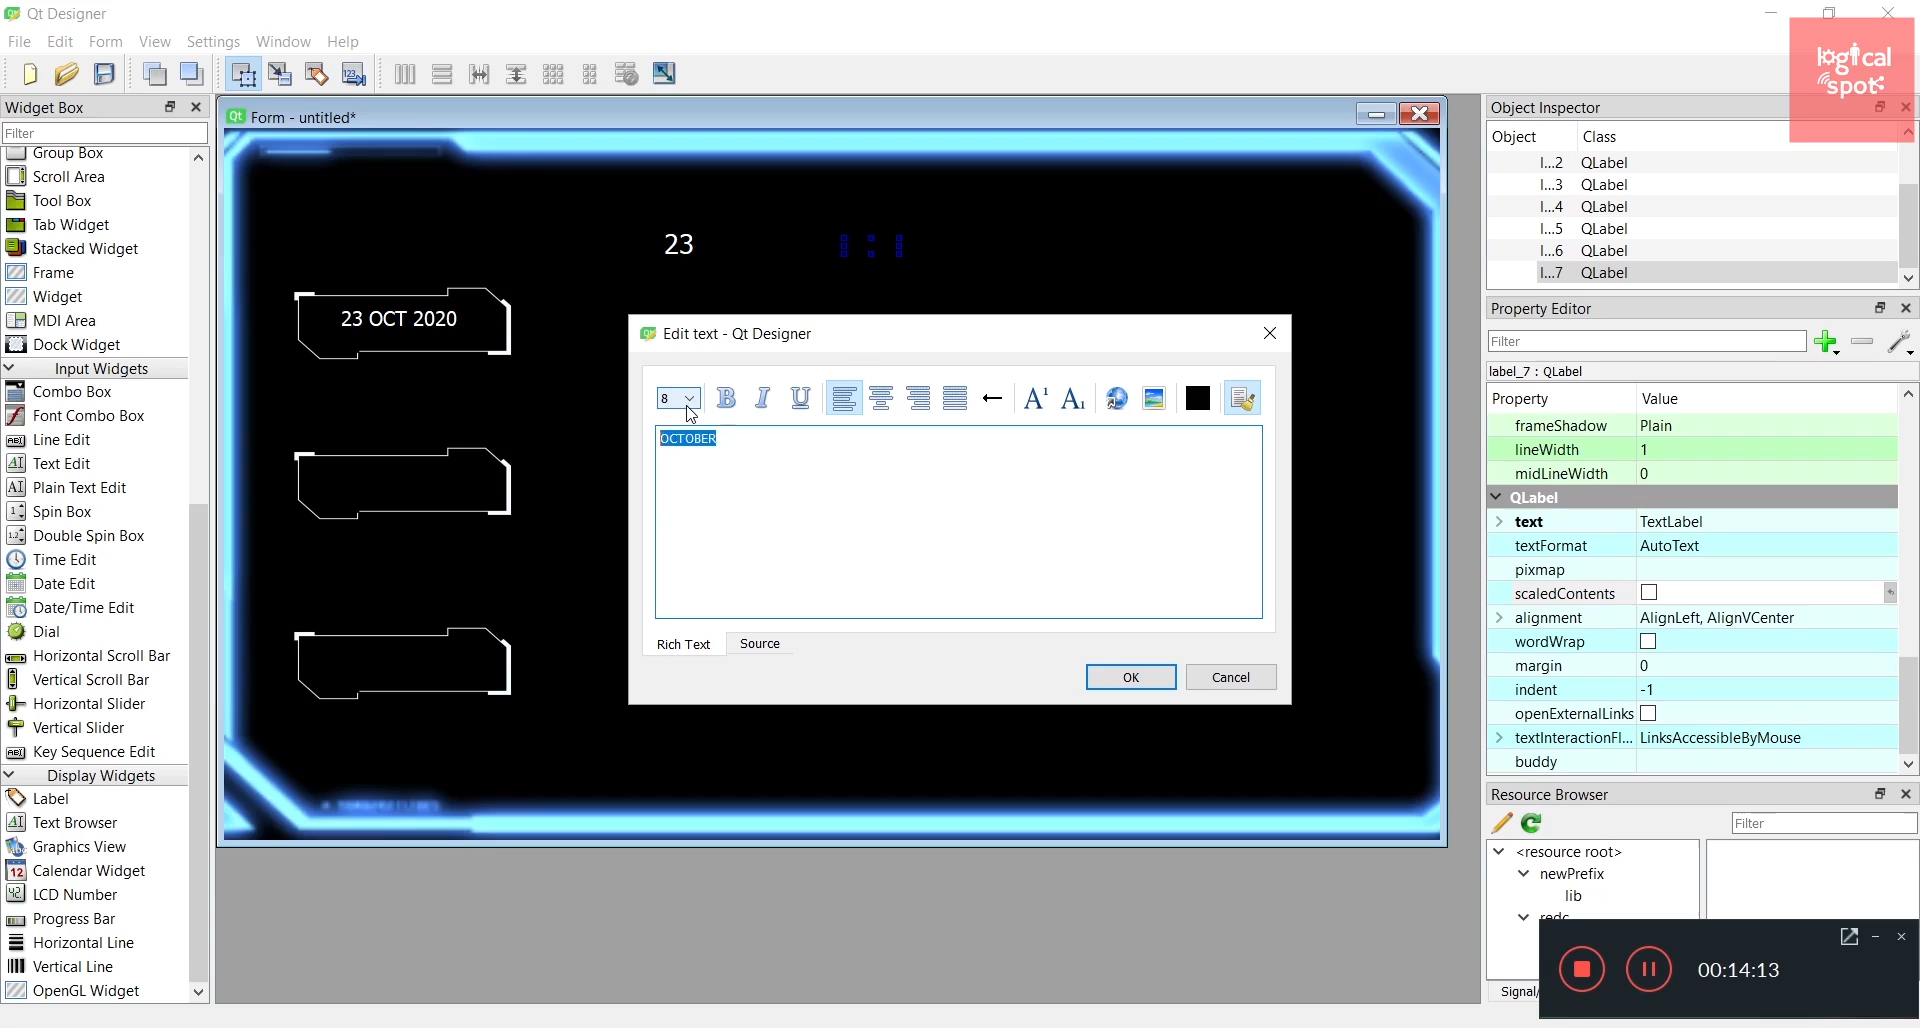 Qt Designer
File Edit Form View Settings Window Help
logical
spot
Widget Box
Filter
Group Box
Scroll Area
Tool Box
Tab Widget
Stacked Widget
Frame
Widget
MDI Area
Dock Widget
Input Widgets
Combo Box
Font Combo Box
Line Edit
Text Edit
Plain Text Edit
Spin Box
Double Spin Box
Time Edit
Date Edit
Date/Time Edit
Dial
Horizontal Scroll Bar
Vertical Scroll Bar
Horizontal Slider
Vertical Slider
Key Sequence Edit
Display Widgets
Label
Text Browser
Graphics View
Calendar Widget
LCD Number
Progress Bar
Horizontal Line
Vertical Line
OpenGL Widget
Form - untitled*
23
23 OCT 2020
Edit text - Qt Designer
8
OCTOBER
Rich Text Source
OK Cancel
Object Inspector
Object Class
l...2 QLabel
l...3 QLabel
l...4 QLabel
l...5 QLabel
l...6 QLabel
l...7 QLabel
Property Editor
Filter
label_7 : QLabel
Property Value
frameShadow Plain
lineWidth 1
midLineWidth 0
QLabel
text TextLabel
textFormat AutoText
pixmap
scaledContents
alignment AlignLeft, AlignVCenter
wordWrap
margin 0
indent -1
openExternalLinks
textInteractionFl... LinksAccessibleByMouse
buddy
Resource Browser
Filter
<resource root>
newPrefix
lib
Signal/
00:14:13